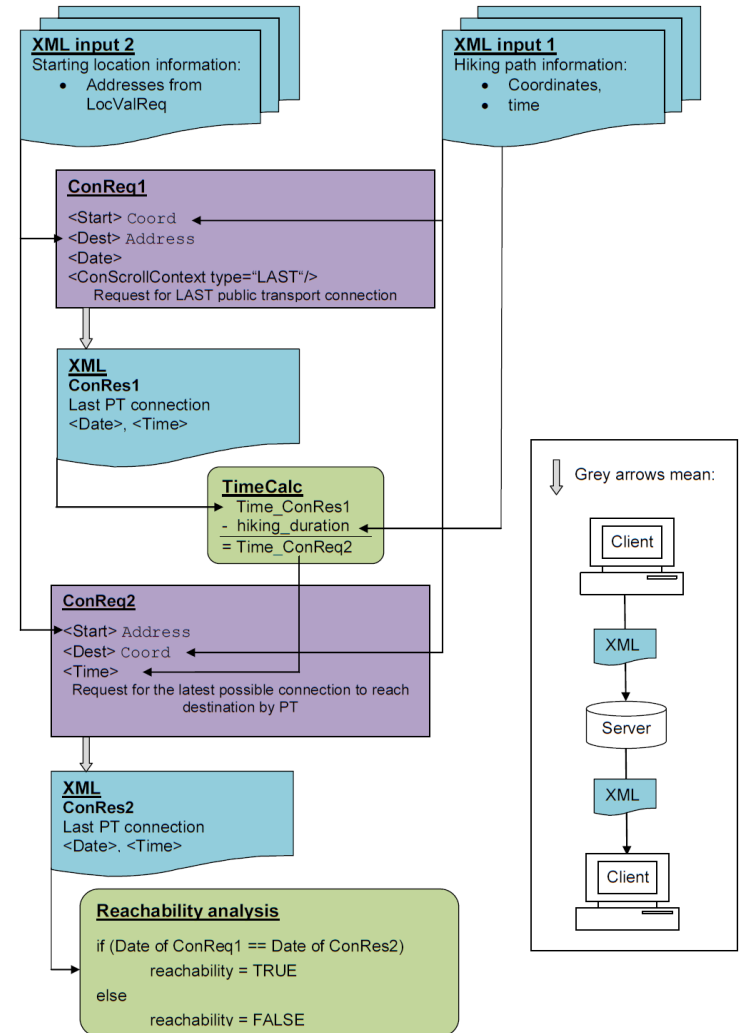 XML input 2
Starting location information:
• Addresses from
LocValReq
XML input 1
Hiking path information:
• Coordinates,
• time
ConReq1
<Start> Coord
<Dest> Address
<Date>
<ConScrollContext type=“LAST“/>
Request for LAST public transport connection
XML
ConRes1
Last PT connection
<Date>, <Time>
TimeCalc
Time_ConRes1
- hiking_duration
= Time_ConReq2
ConReq2
<Start> Address
<Dest> Coord
<Time>
Request for the latest possible connection to reach
destination by PT
XML
ConRes2
Last PT connection
<Date>. <Time>
Reachability analysis
if (Date of ConReq1 == Date of ConRes2)
reachability = TRUE
else
reachability = FALSE
Grey arrows mean:
Client
XML
Server
XML
Client